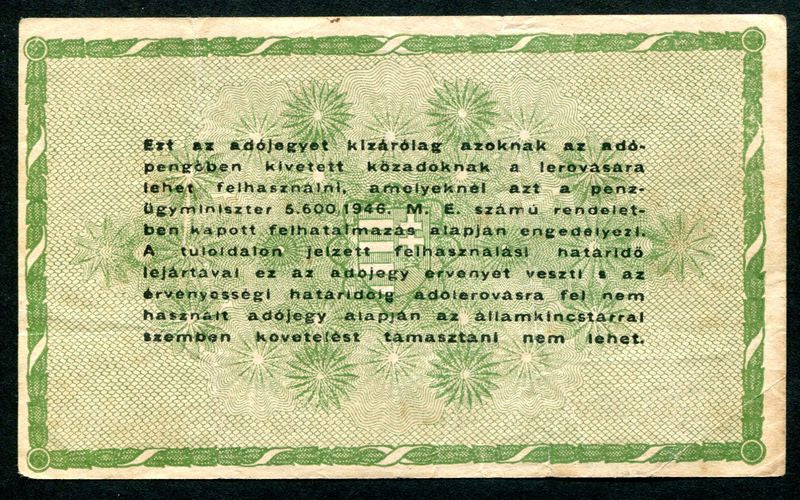 Ezt az adójegyet kizárólag azoknak az adó-
pengőben kivetett közadóknak a lerovására
lehet felhasználni, amelyeknél azt a pénz-
ügyminiszter 5.600/1946. M. E. számú rendelet-
ben kapott felhatalmazás alapján engedélyezi.
A túloldalon jelzett felhasználási határidő
lejártával ez az adójegy érvényét veszti s az
érvényességi határidőig adólerovásra fel nem
használt adójegy alapján az államkincstárral
szemben követelést támasztani nem lehet.